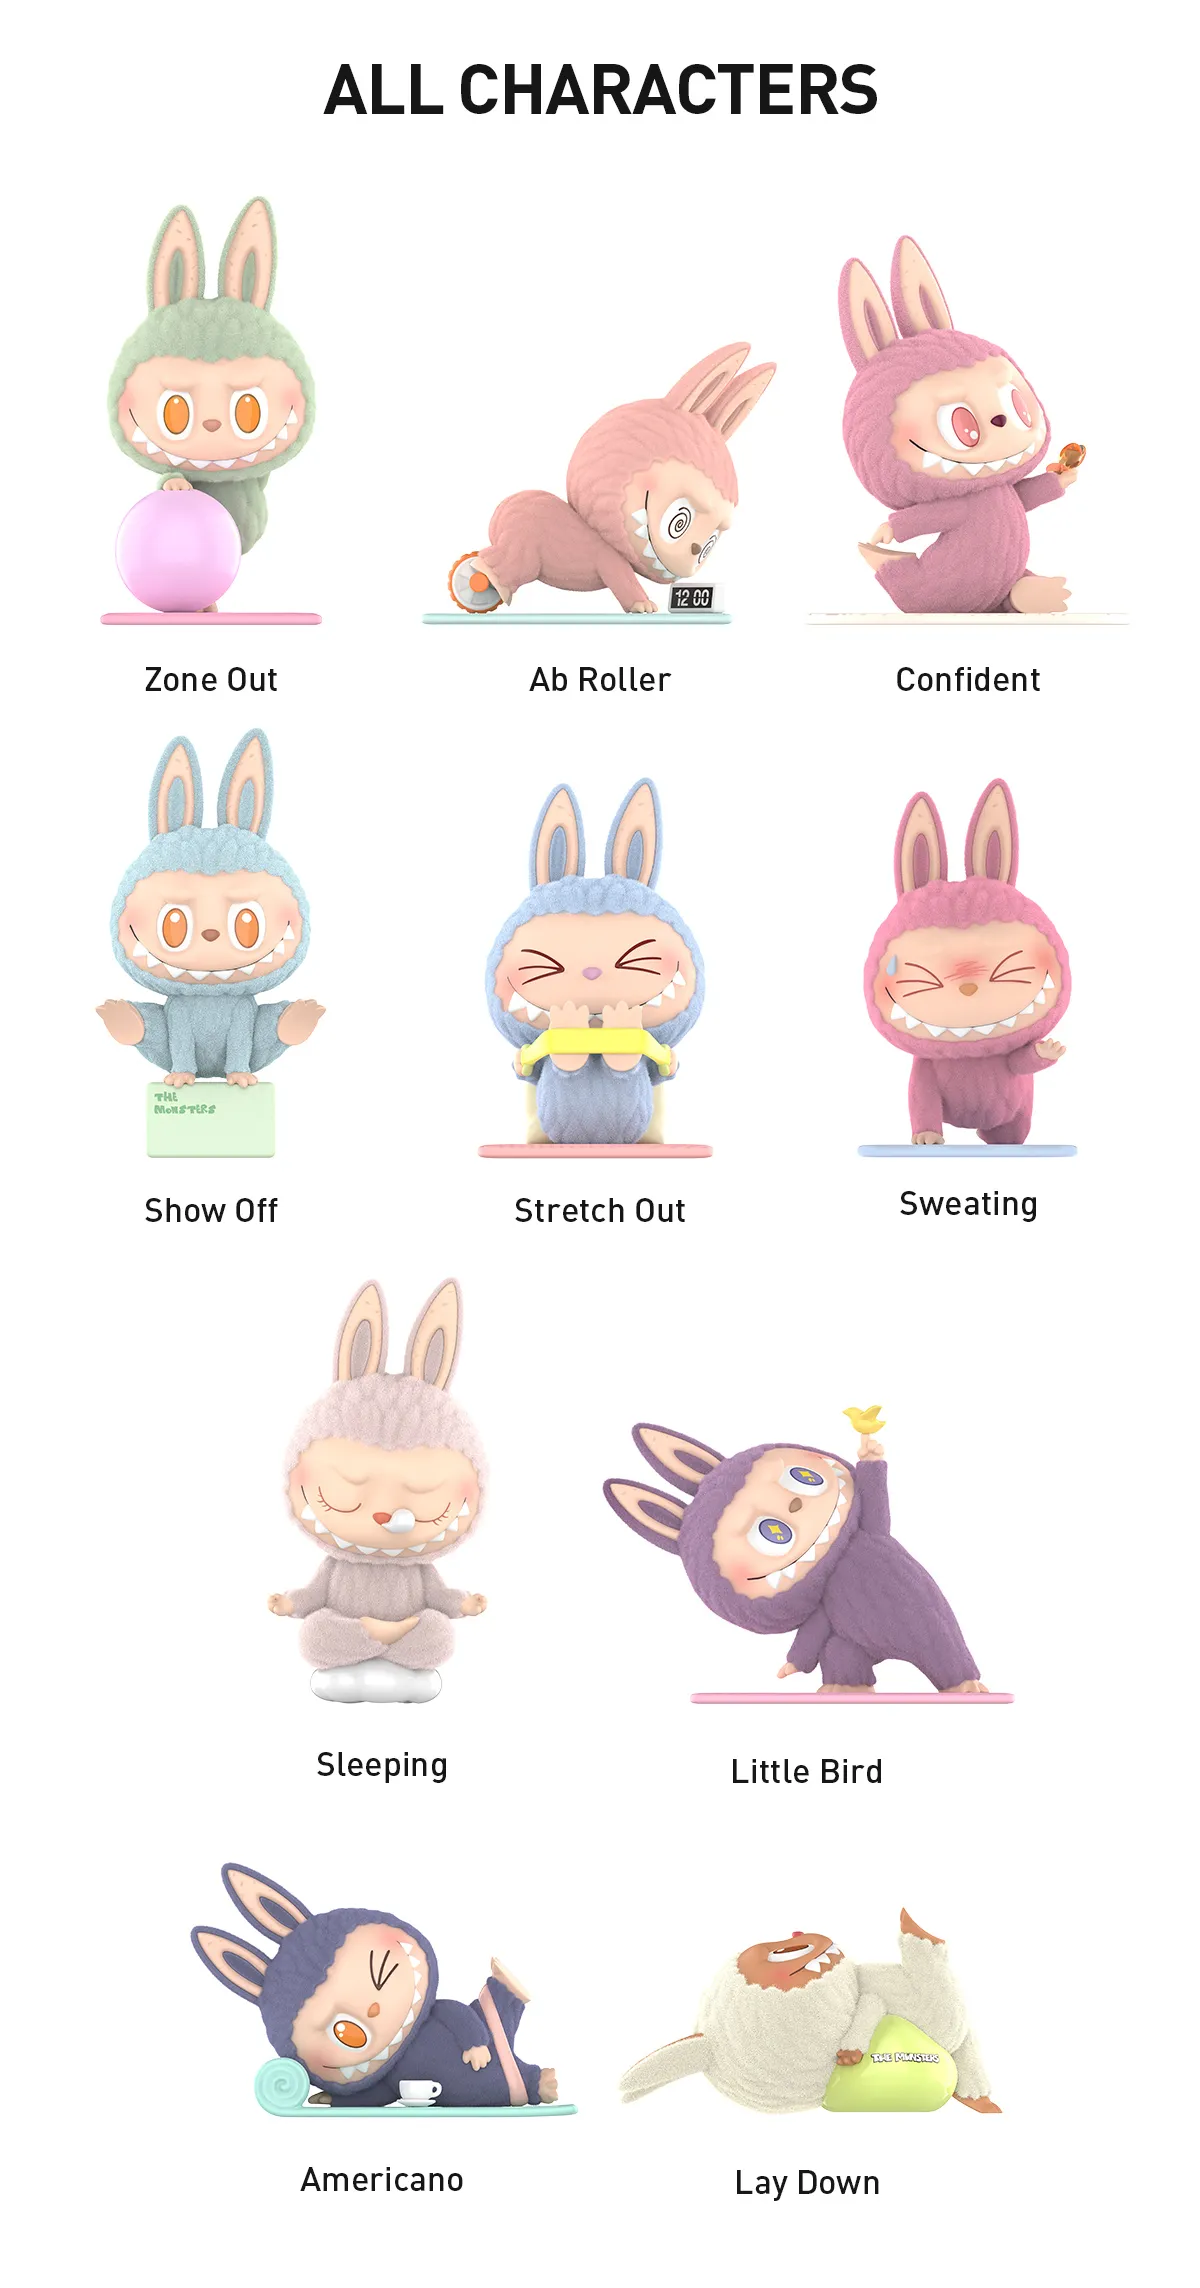 ALL CHARACTERS
12 00
Zone Out
Ab Roller
Confident
THE
MONSTERS
Show Off
Stretch Out
Sweating
Sleeping
Little Bird
THE MONSTERS
Americano
Lay Down